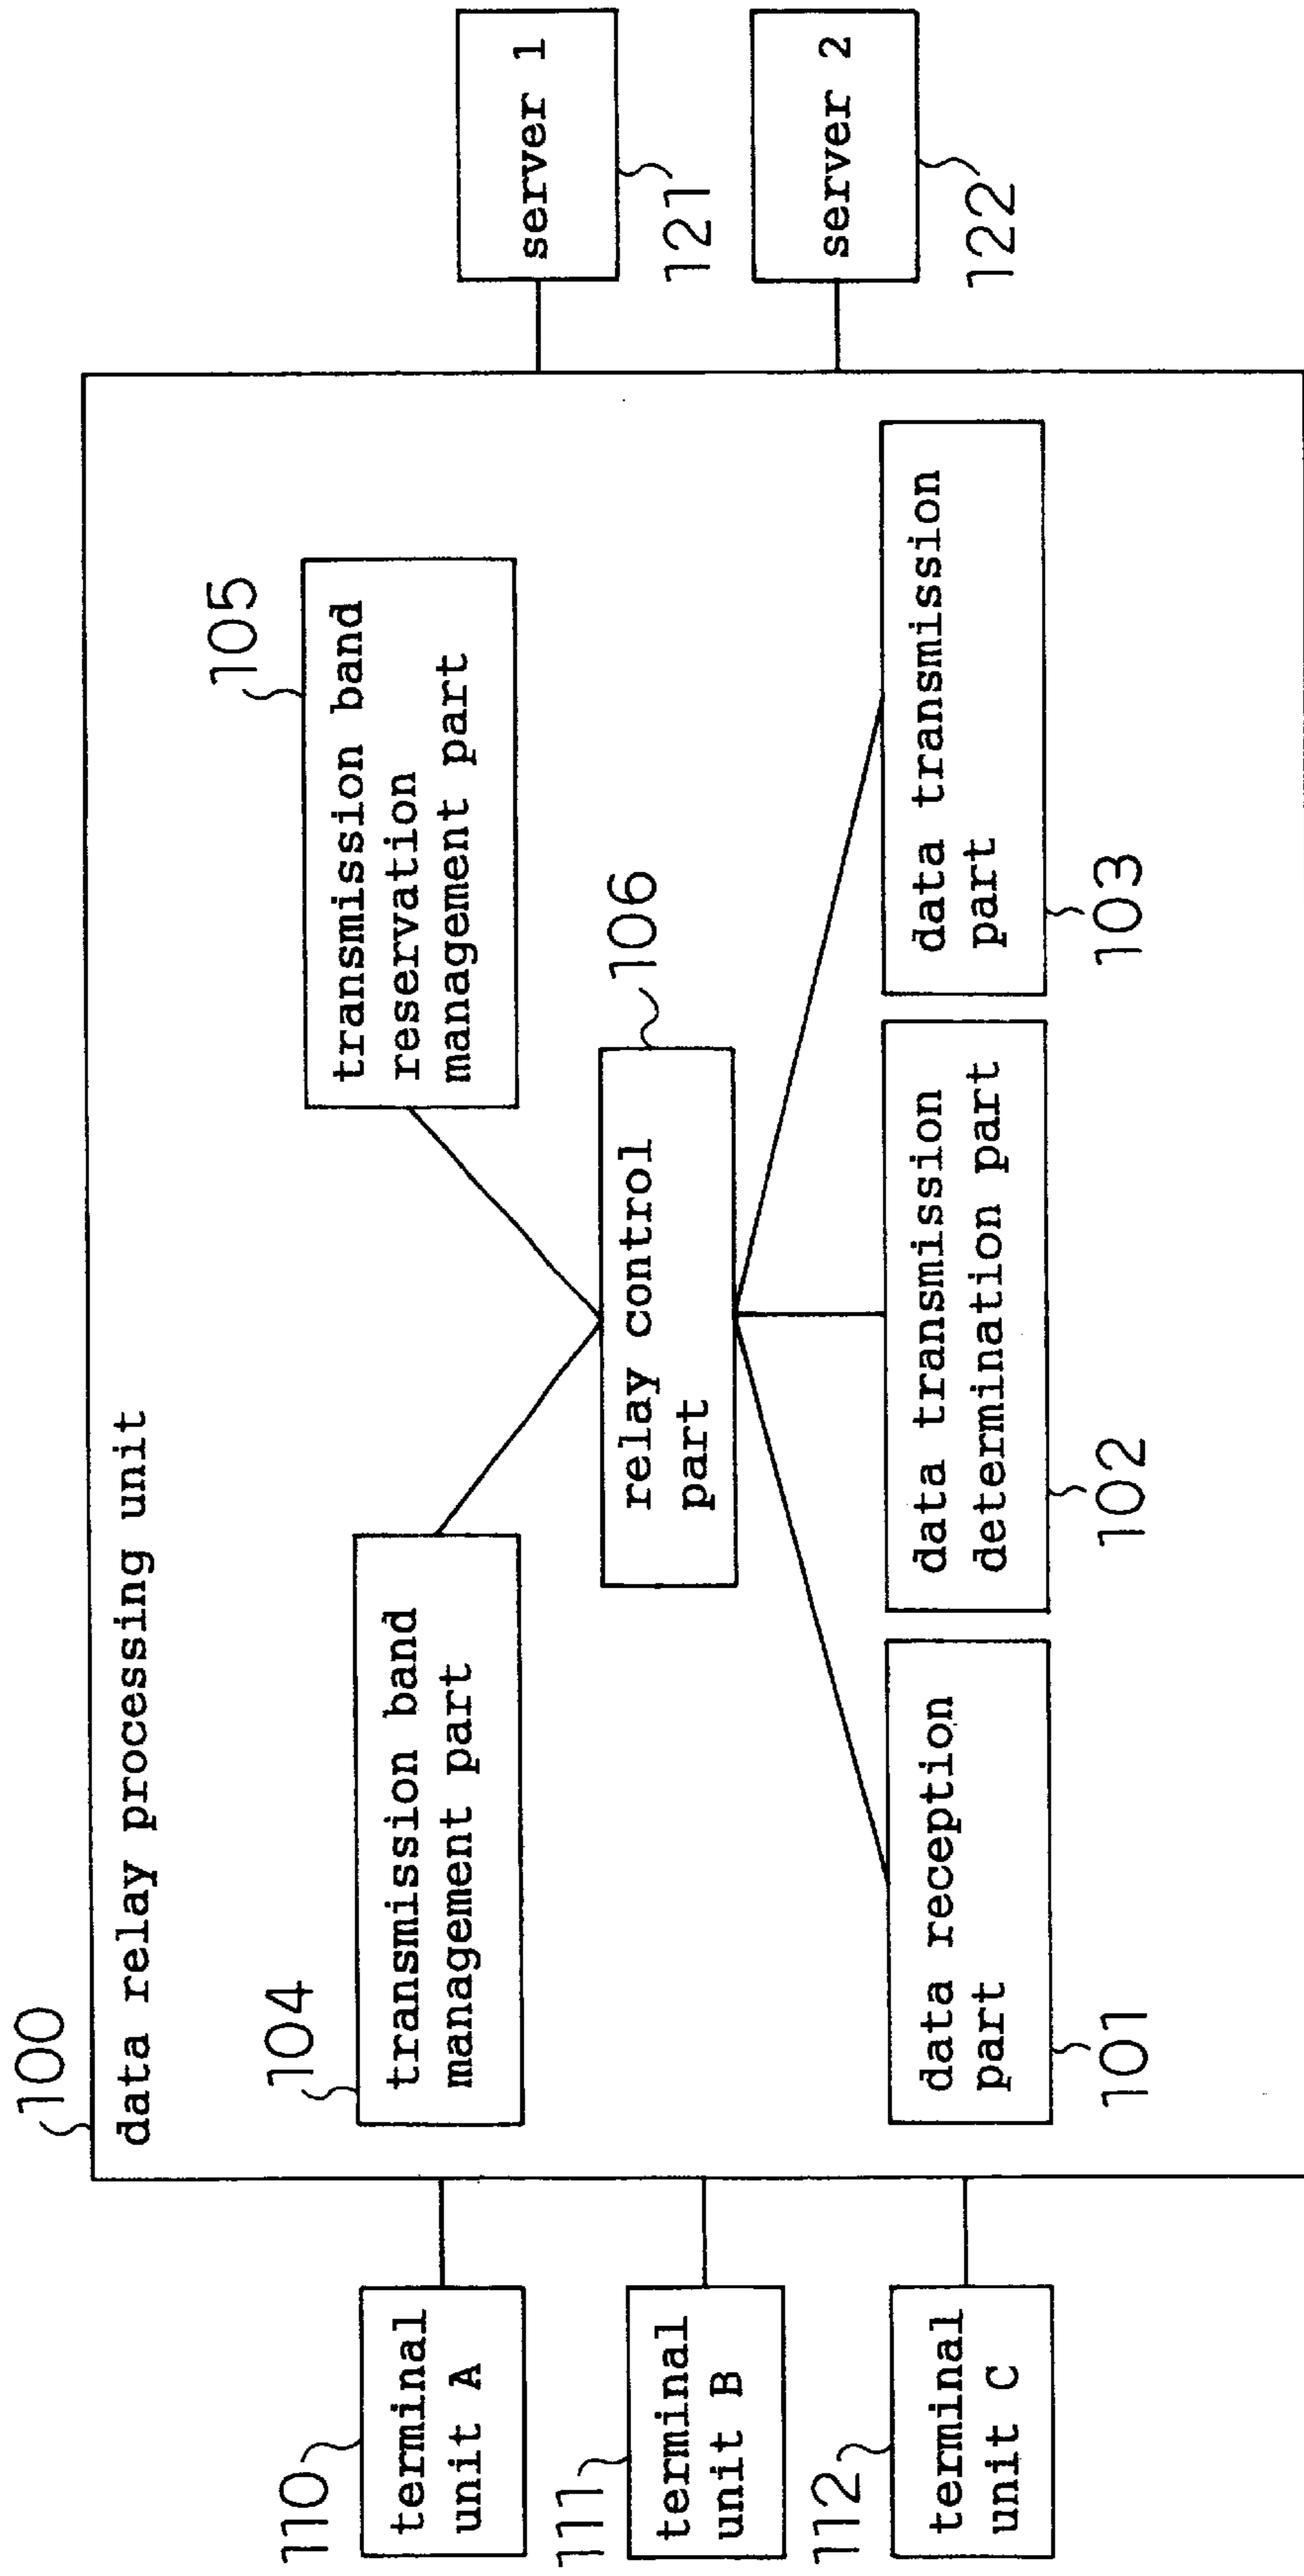 100
data relay processing unit
104
transmission band
management part
105
transmission band
reservation
management part
106
relay control
part
data reception
part
101
data transmission
determination part
102
data transmission
part
103
110
terminal
unit A
111
terminal
unit B
112
terminal
unit C
server 1
121
server 2
122